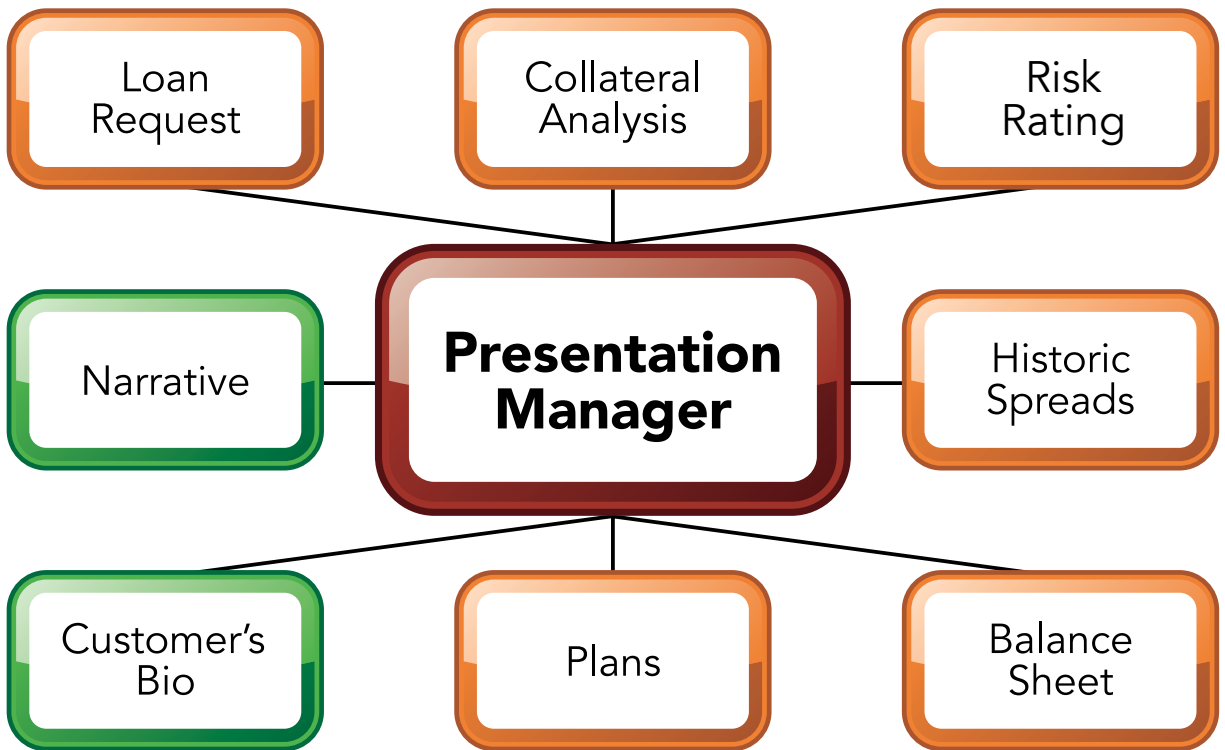 Loan
Request
Collateral
Analysis
Risk
Rating
Narrative
Presentation
Manager
Historic
Spreads
Customer’s
Bio
Plans
Balance
Sheet